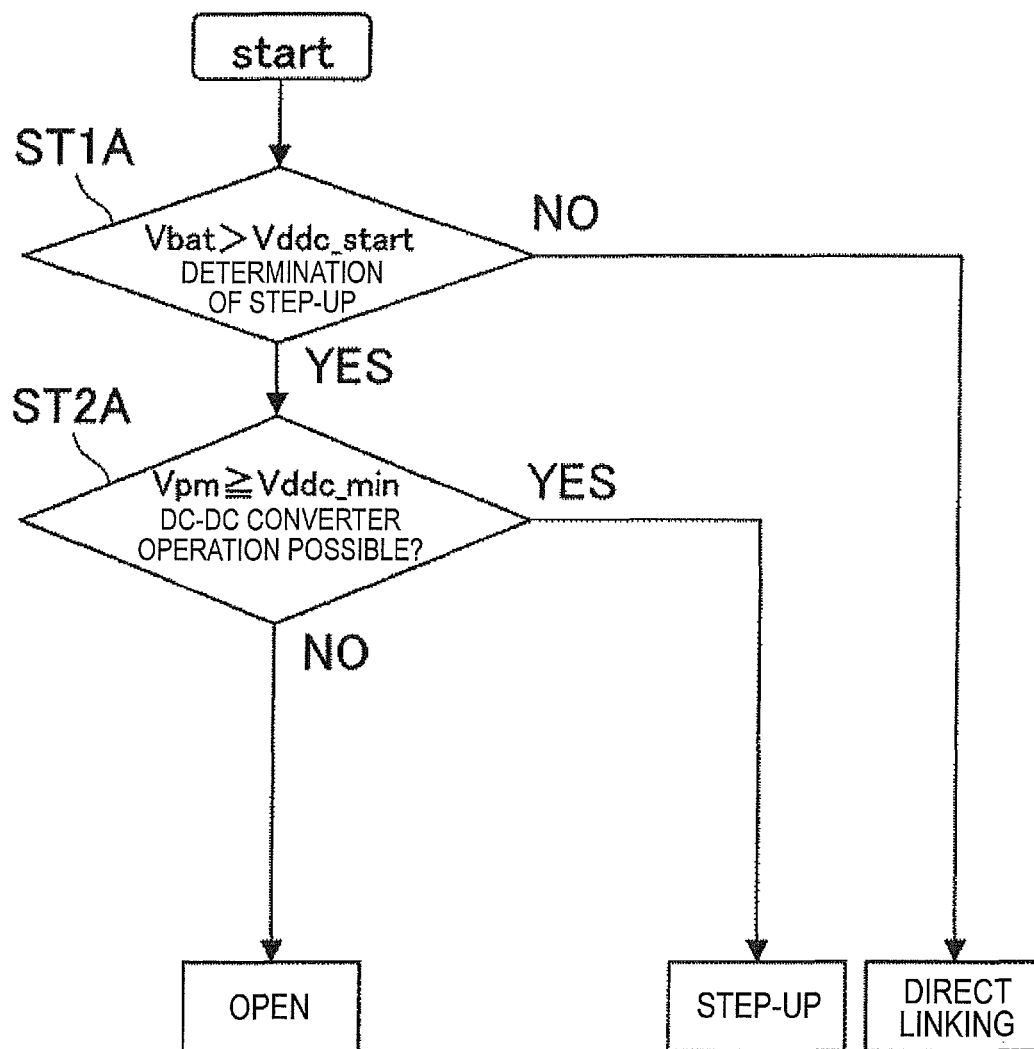 start
ST1A
Vbat>Vddc_start
DETERMINATION
OF STEP-UP
NO
YES
ST2A
Vpm≧Vddc_min
DC-DC CONVERTER
OPERATION POSSIBLE?
YES
NO
OPEN
STEP-UP
DIRECT
LINKING